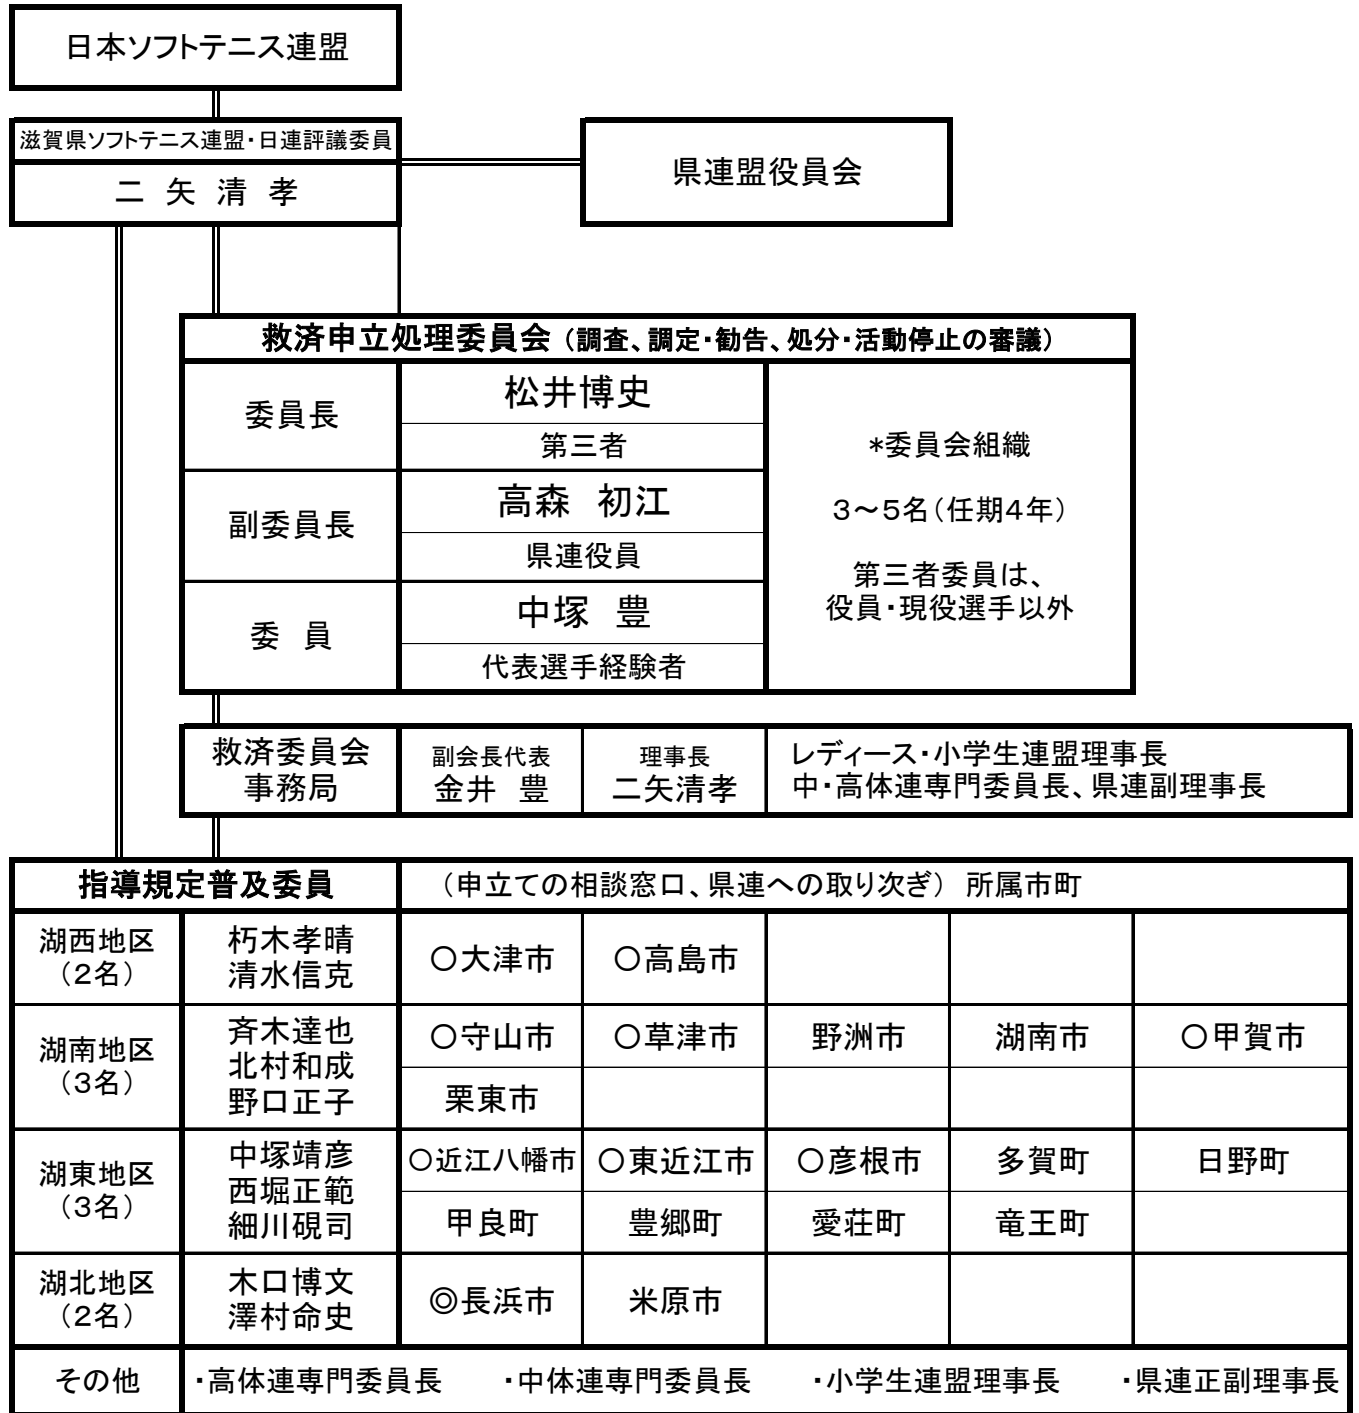 日本ソフトテニス連盟
滋賀県ソフトテニス連盟・日連評議委員
二 矢 清 孝
県連盟役員会
救済申立処理委員会（調査、調定・勧告、処分・活動停止の審議）
委員長
松井博史
第三者
副委員長
高森 初江
県連役員
委 員
中塚 豊
代表選手経験者
*委員会組織
3～5名（任期4年）
第三者委員は、
役員・現役選手以外
救済委員会
事務局
副会長代表
金井 豊
理事長
二矢清孝
レディース・小学生連盟理事長
中・高体連専門委員長、県連副理事長
指導規定普及委員
（申立ての相談窓口、県連への取り次ぎ） 所属市町
湖西地区
（2名）
朽木孝晴
清水信克
〇大津市
〇高島市
湖南地区
（3名）
斉木達也
北村和成
野口正子
〇守山市
〇草津市
野洲市
湖南市
〇甲賀市
栗東市
湖東地区
（3名）
中塚靖彦
西堀正範
細川硯司
〇近江八幡市
〇東近江市
〇彦根市
多賀町
日野町
甲良町
豊郷町
愛荘町
竜王町
湖北地区
（2名）
木口博文
澤村命史
◎長浜市
米原市
その他
・高体連専門委員長 ・中体連専門委員長 ・小学生連盟理事長 ・県連正副理事長